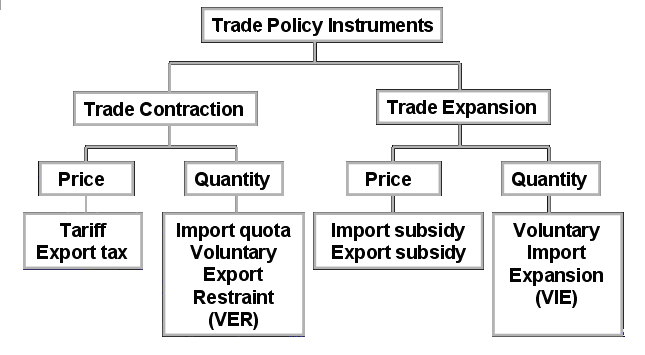 Trade Policy Instruments
Trade Contraction
Trade Expansion
Price
Quantity
Price
Quantity
Tariff
Export tax
Import quota
Voluntary
Export
Restraint
(VER)
Import subsidy
Export subsidy
Voluntary
Import
Expansion
(VIE)